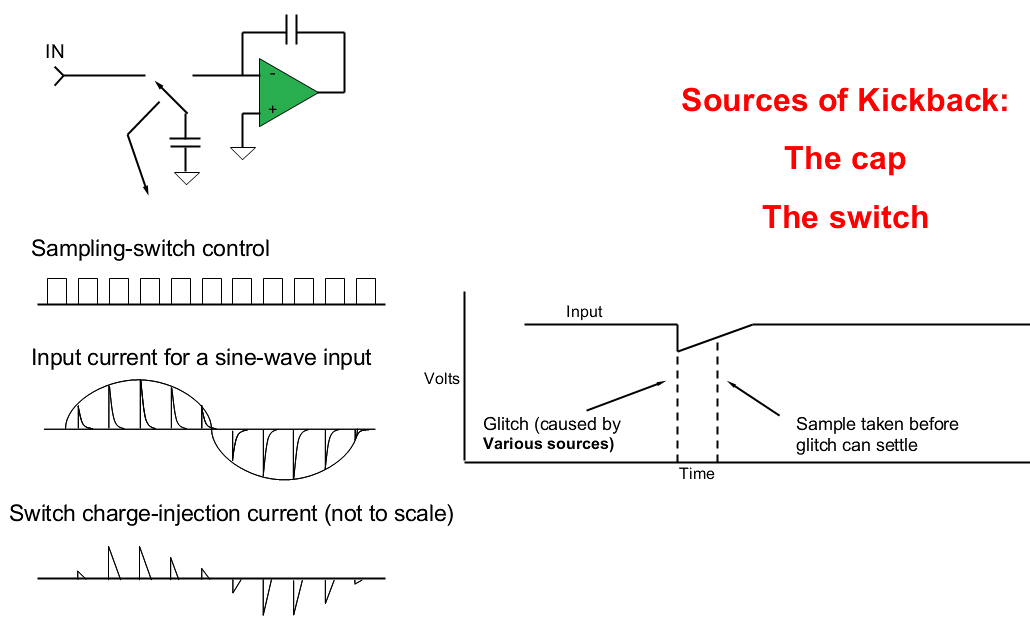 IN
-
+
Sources of Kickback:
The cap
The switch
Sampling-switch control
Input current for a sine-wave input
Switch charge-injection current (not to scale)
Input
Volts
Glitch (caused by
Various sources)
Sample taken before
glitch can settle
Time